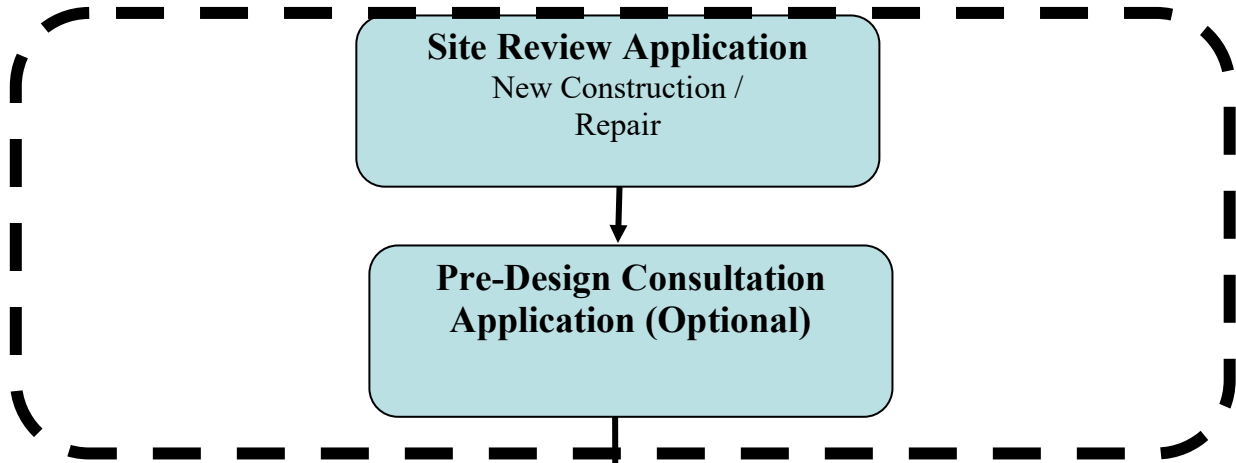 Site Review Application
New Construction /
Repair
Pre-Design Consultation
Application (Optional)